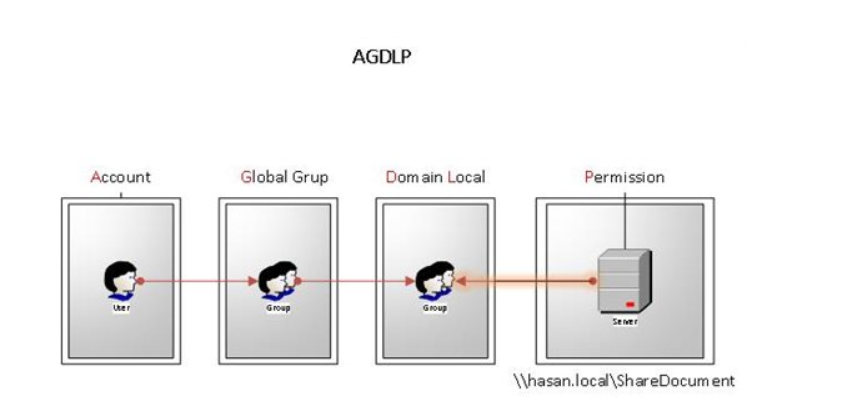 AGDLP
Account Global Grup Domain Local Permission
User Group Group Server
\\hasan.local\ShareDocument